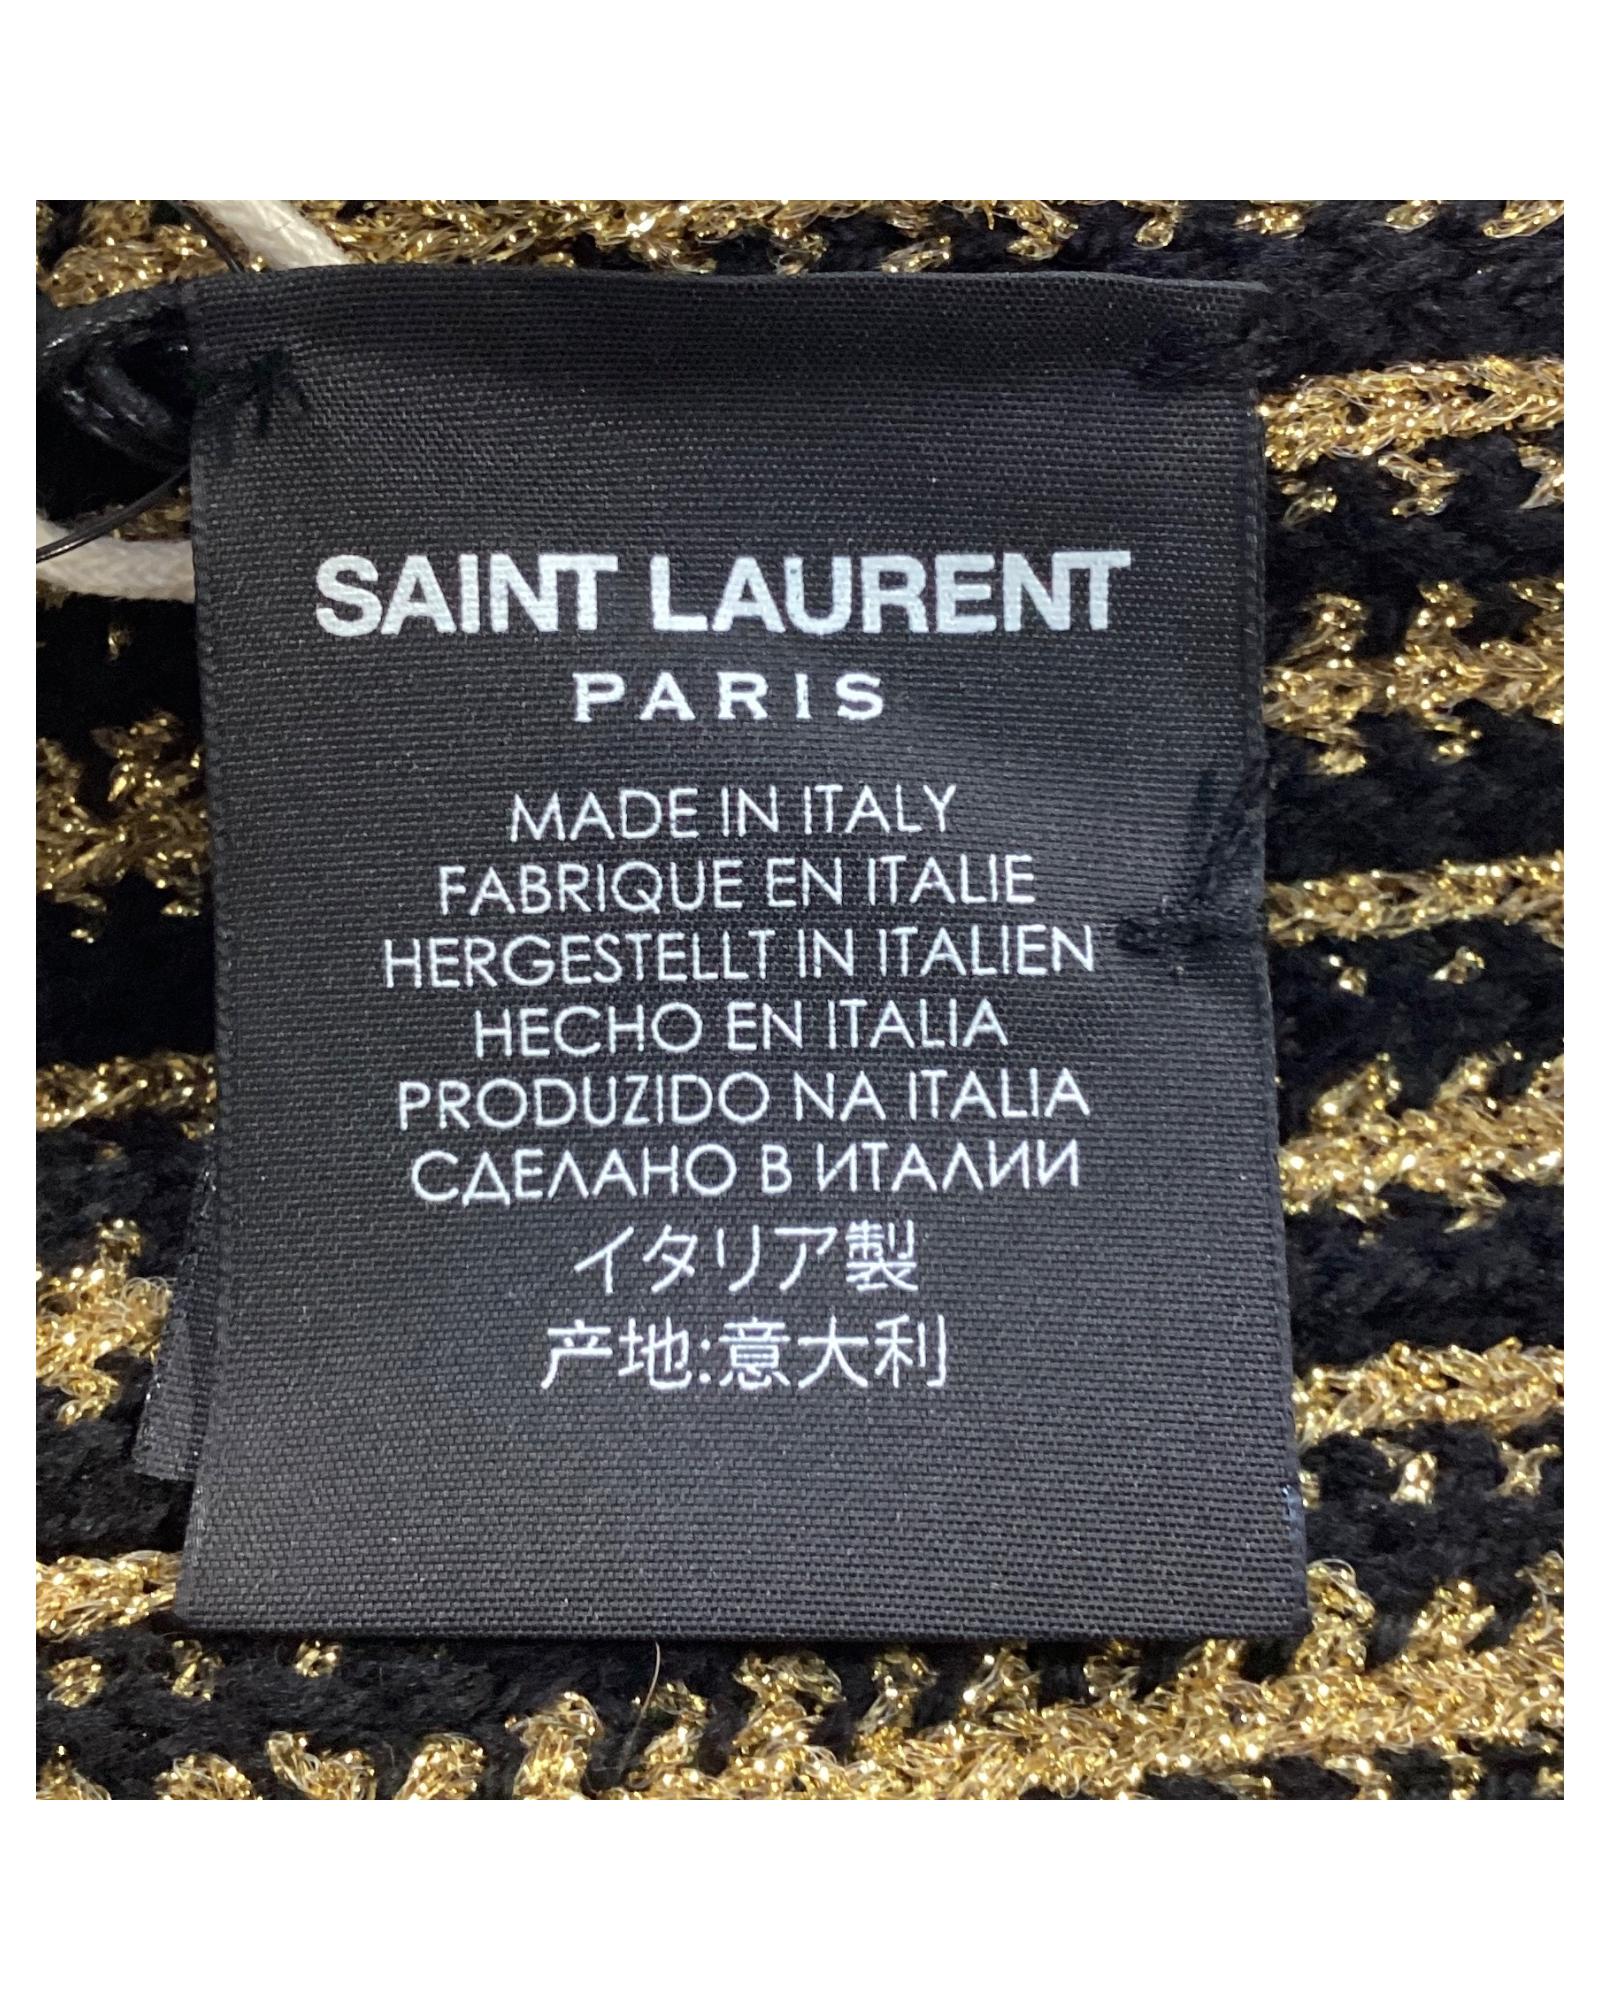 SAINT LAURENT
PARIS
MADE IN ITALY
FABRIQUE EN ITALIE
HERGESTELLT IN ITALIEN
HECHO EN ITALIA
PRODUZIDO NA ITALIA
СДЕЛАНО В ИТАЛИИ
イタリア製
产地:意大利